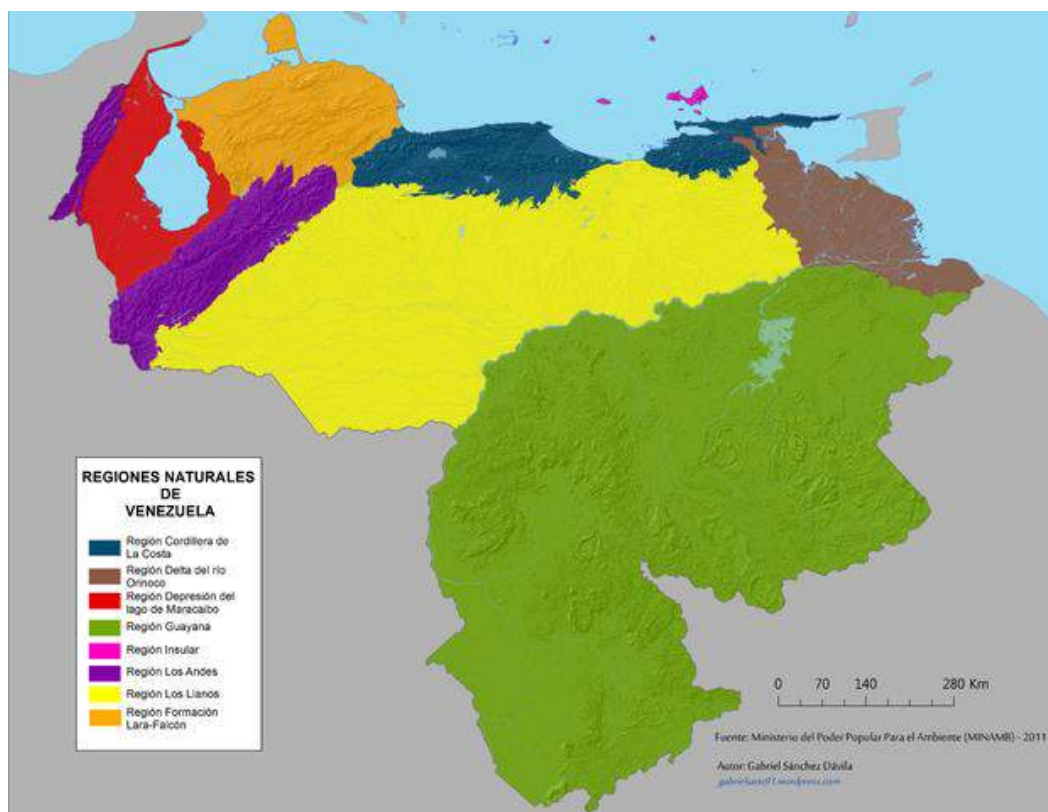 REGIONES NATURALES
DE
VENEZUELA
Región Cordillera de
La Costa
Región Delta del río
Orinoco
Región Depresión del
lago de Maracaibo
Región Guayana
Región Insular
Región Los Andes
Región Los Llanos
Región Formación
Lara-Falcón
0 70 140 280 Km
Fuente: Ministerio del Poder Popular Para el Ambiente (MINAMB) - 2011
Autor: Gabriel Sánchez Dávila